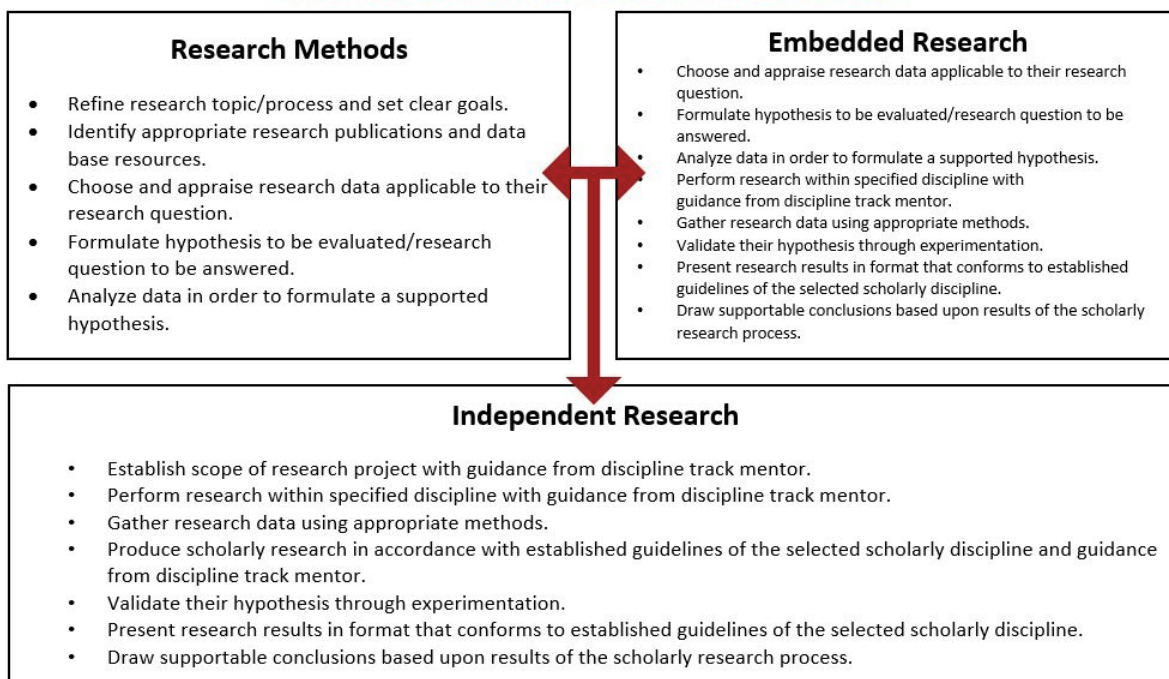 Research Methods
• Refine research topic/process and set clear goals.
• Identify appropriate research publications and data
base resources.
• Choose and appraise research data applicable to their
research question.
• Formulate hypothesis to be evaluated/research
question to be answered.
• Analyze data in order to formulate a supported
hypothesis.
Embedded Research
• Choose and appraise research data applicable to their research
question.
• Formulate hypothesis to be evaluated/research question to be
answered.
• Analyze data in order to formulate a supported hypothesis.
• Perform research within specified discipline with
guidance from discipline track mentor.
• Gather research data using appropriate methods.
• Validate their hypothesis through experimentation.
• Present research results in format that conforms to established
guidelines of the selected scholarly discipline.
• Draw supportable conclusions based upon results of the scholarly
research process.
Independent Research
• Establish scope of research project with guidance from discipline track mentor.
• Perform research within specified discipline with guidance from discipline track mentor.
• Gather research data using appropriate methods.
• Produce scholarly research in accordance with established guidelines of the selected scholarly discipline and guidance
from discipline track mentor.
• Validate their hypothesis through experimentation.
• Present research results in format that conforms to established guidelines of the selected scholarly discipline.
• Draw supportable conclusions based upon results of the scholarly research process.